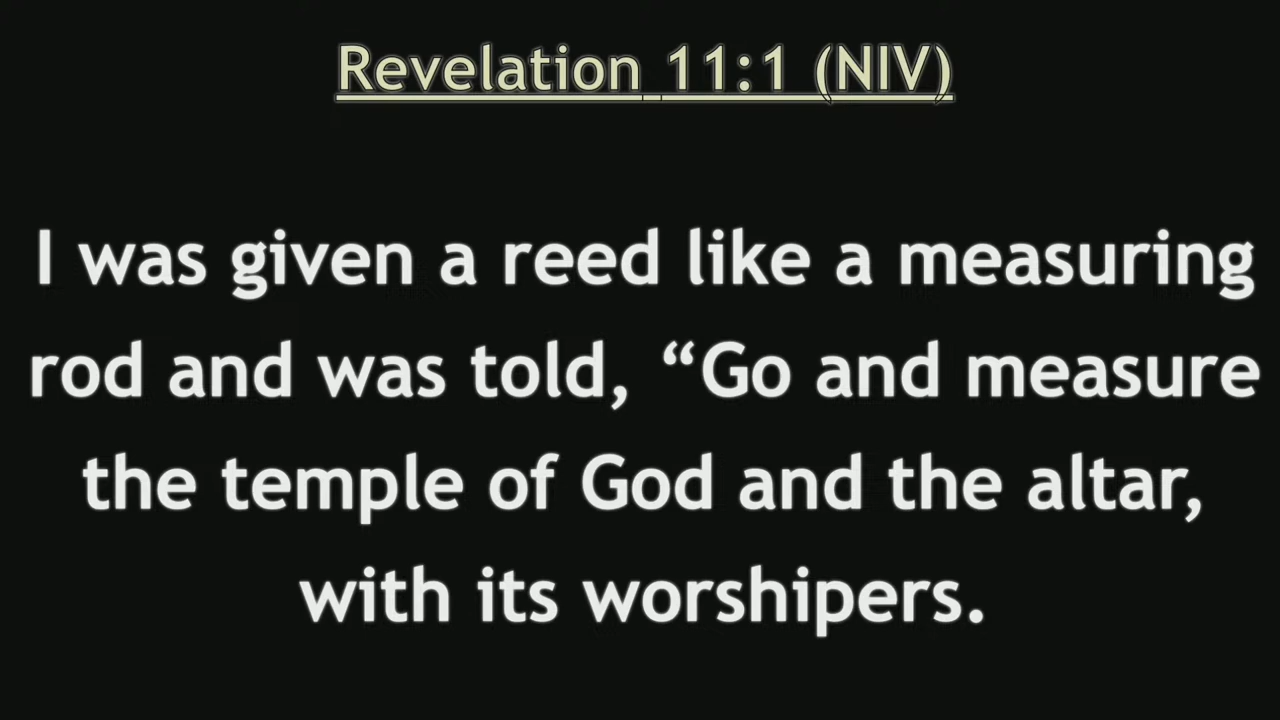 Revelation 11:1 (NIV)
I was given a reed like a measuring
rod and was told, “Go and measure
the temple of God and the altar,
with its worshipers.